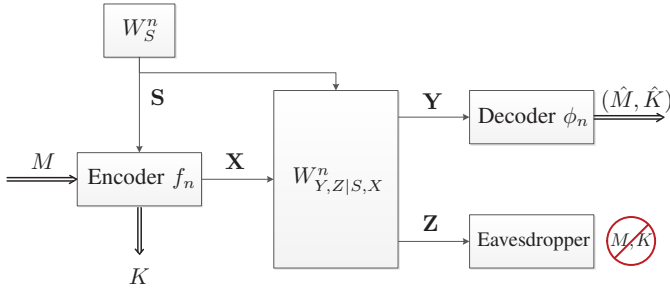 W_S^n
S
Y
(M̂, K̂)
Decoder ϕ_n
M
Encoder f_n
X
W^n_{Y,Z|S,X}
Z
Eavesdropper
M,K
K